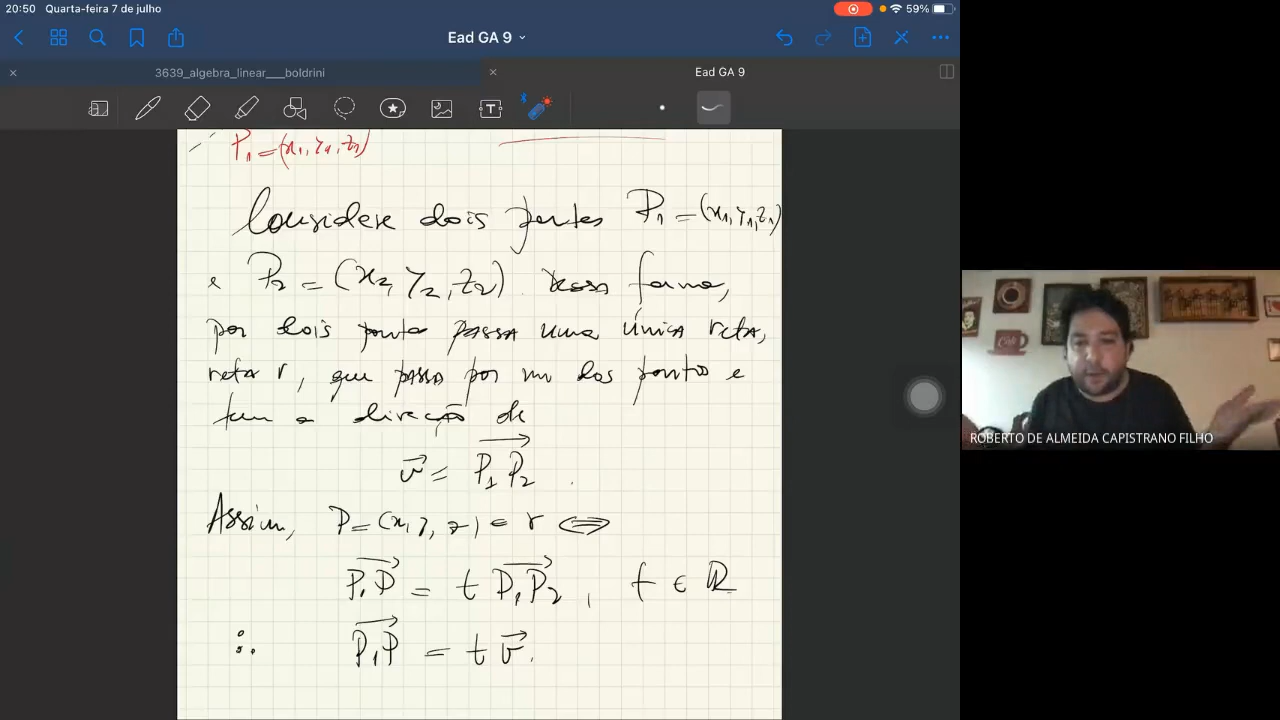 20:50 Quarta-feira 7 de julho
59%
Ead GA 9
3639_algebra_linear___boldrini
Ead GA 9
P₁ = (x₁, y₁, z₁)
Considere dois pontos P₁ = (x₁, y₁, z₁)
e P₂ = (x₂, y₂, z₂). Dessa forma,
por dois ponto passa uma única reta,
reta r, que passa por um dos ponto e
tem a direção de
v⃗ = P₁P₂⃗.
Assim, P = (x, y, z) ∈ r ⇔
P₁P⃗ = t P₁P₂⃗, t ∈ ℝ
∴ P₁P⃗ = t v⃗.
ROBERTO DE ALMEIDA CAPISTRANO FILHO